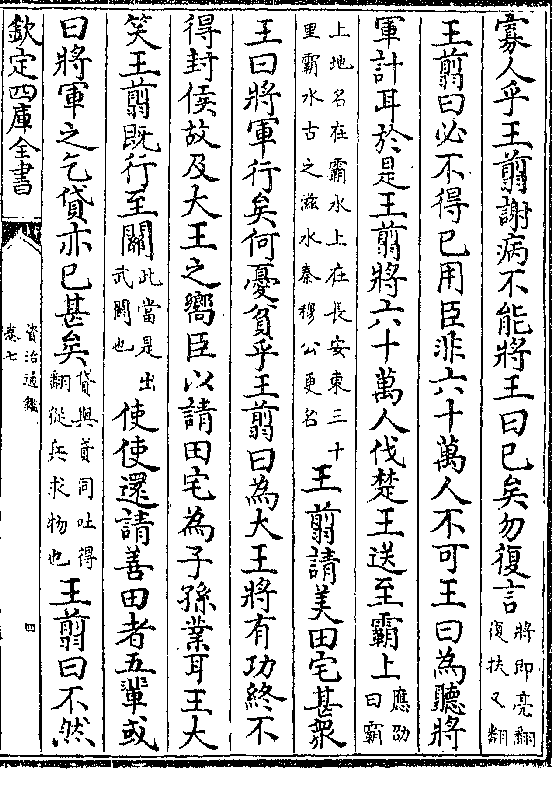 寡人乎王翦謝病不能將王曰已矣勿復言將即亮翻復扶又翻
王翦曰必不得已用臣非六十萬人不可王曰為聽將
軍計耳於是王翦將六十萬人伐楚王送至霸上應劭曰霸
上地名在霸水上在長安東三十里霸水古之滋水秦穆公更名王翦請美田宅甚衆
王曰將軍行矣何憂貧乎王翦曰為大王將有功終不
得封侯故及大王之嚮臣以請田宅為子孫業耳王大
笑王翦既行至關此當是出武關也使使還請善田者五輩或
曰將軍之乞貸亦已甚矣貸與貣同吐得翻從兵求物也王翦曰不然
欽定四庫全書
資治通鑑
卷七
四